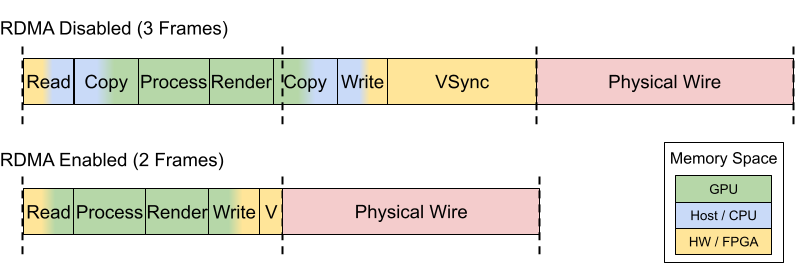 RDMA Disabled (3 Frames)
Read Copy Process Render Copy Write VSync Physical Wire
RDMA Enabled (2 Frames)
Read Process Render Write V Physical Wire
Memory Space
GPU
Host / CPU
HW / FPGA